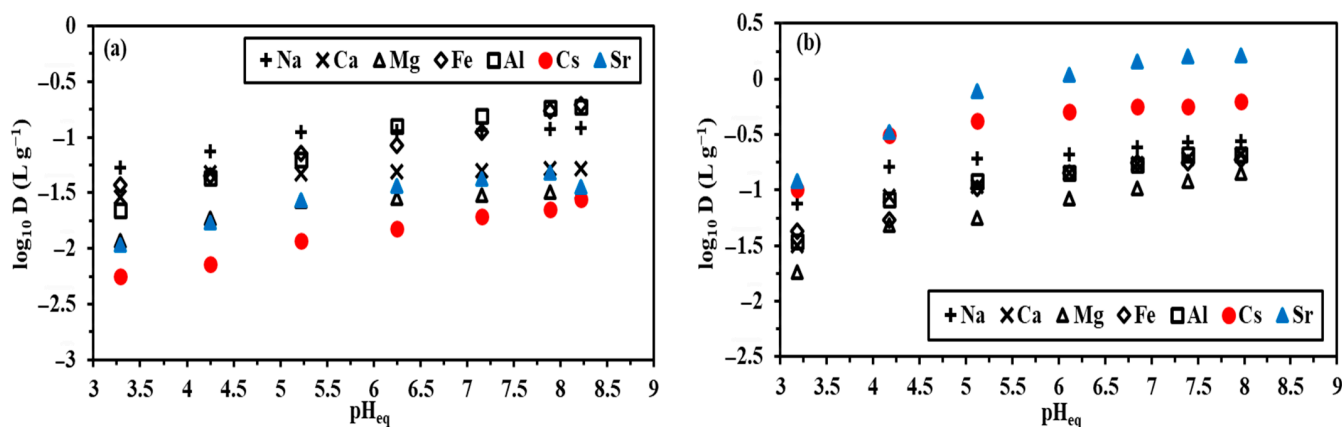 (a)
Na Ca Mg Fe Al Cs Sr
0
−0.5
−1
−1.5
−2
−2.5
−3
log₁₀ D (L g⁻¹)
3 3.5 4 4.5 5 5.5 6 6.5 7 7.5 8 8.5 9
pHeq
(b)
0.5
0
−0.5
−1
−1.5
−2
−2.5
log₁₀ D (L g⁻¹)
Na Ca Mg Fe Al Cs Sr
3 3.5 4 4.5 5 5.5 6 6.5 7 7.5 8 8.5 9
pHeq